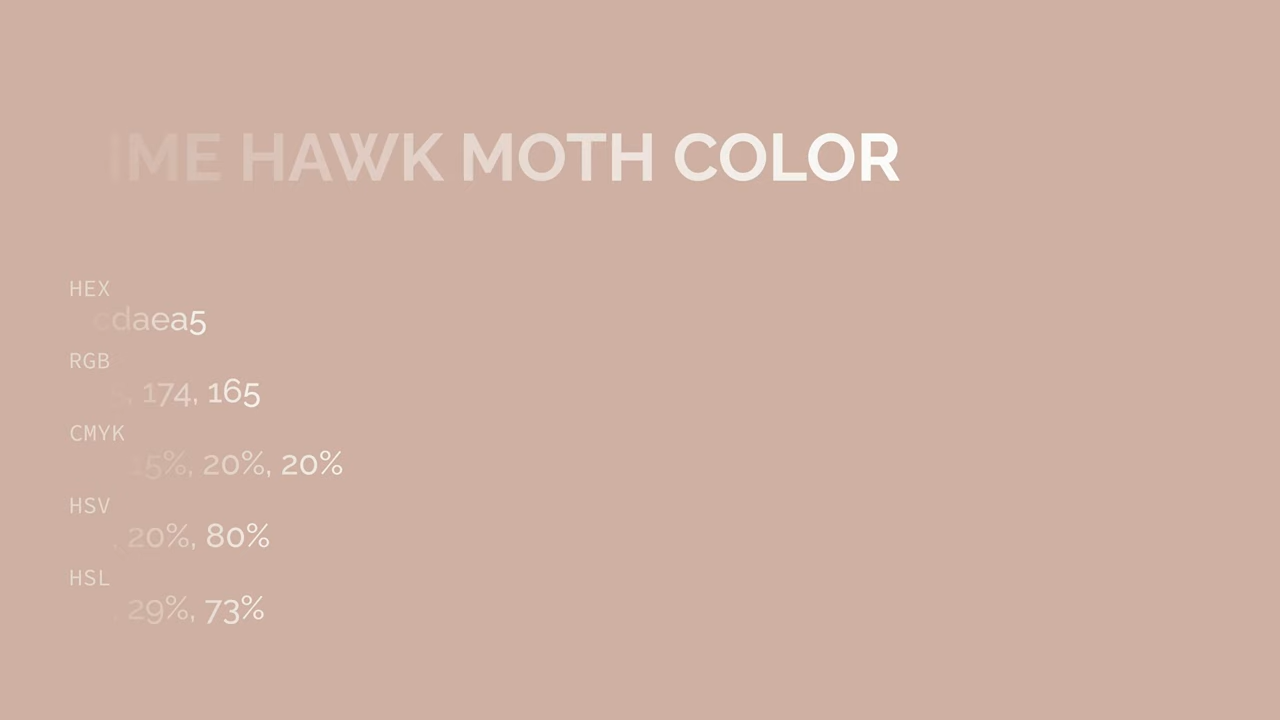 IME HAWK MOTH COLOR
HEX
cdaea5
RGB
5, 174, 165
CMYK
15%, 20%, 20%
HSV
, 20%, 80%
HSL
, 29%, 73%